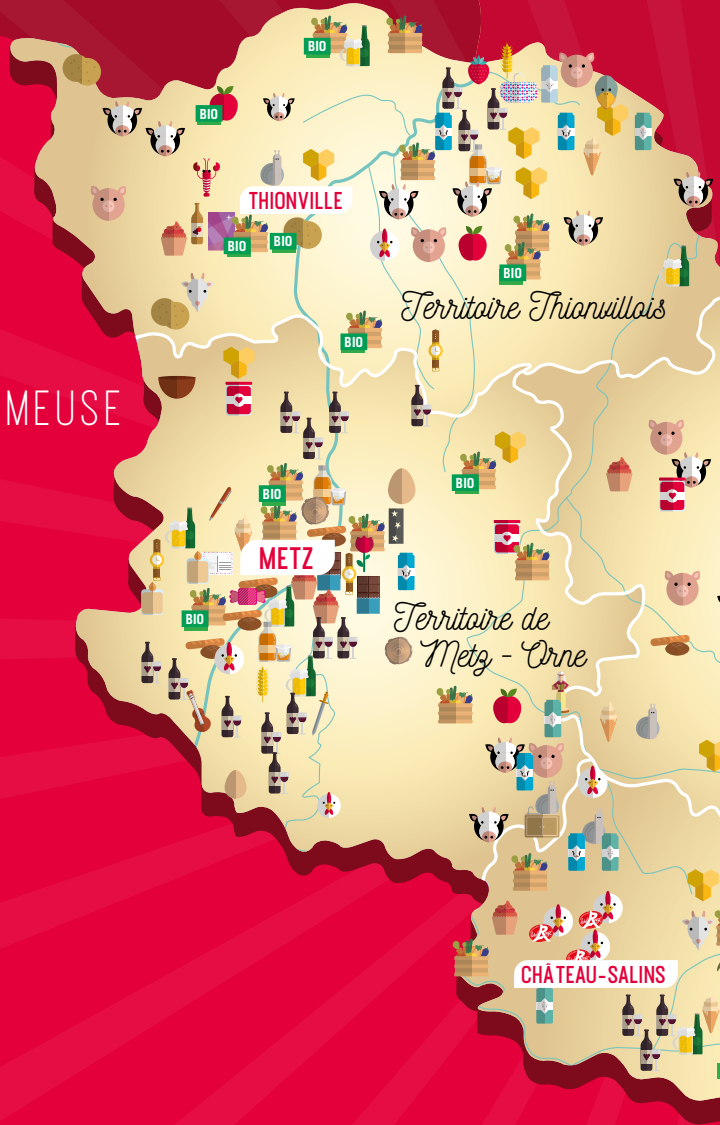 BIO
BIO
THIONVILLE
BIO
BIO
BIO
Territoire Thionvillois
BIO
MEUSE
BIO
BIO
METZ
BIO
Territoire de
Metz - Orne
CHÂTEAU-SALINS